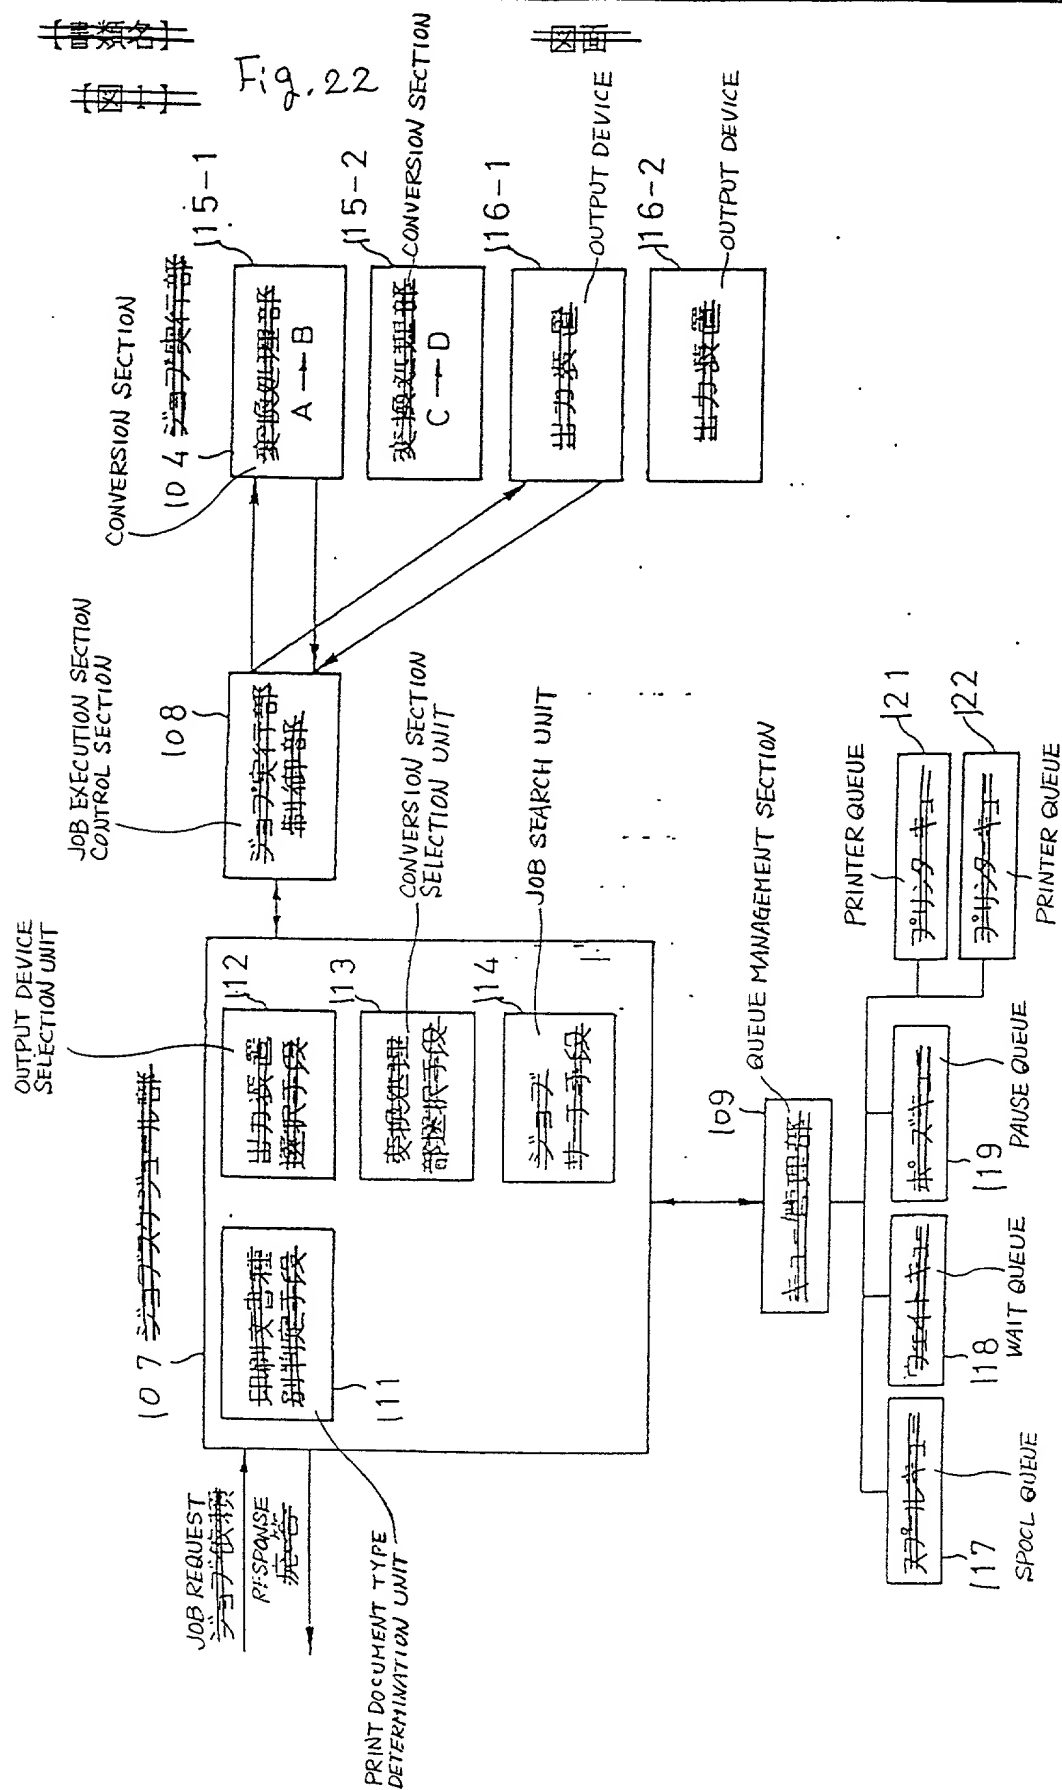 【書類名】
図面
【図1】
Fig. 22
OUTPUT DEVICE
SELECTION UNIT
JOB EXECUTION SECTION
CONTROL SECTION
CONVERSION SECTION
107 ジョブスケジュール部
108
104 ジョブ実行部
115-1
JOB REQUEST
ジョブ依頼
RESPONSE
応答
印刷文書種
別判定手段
111
PRINT DOCUMENT TYPE
DETERMINATION UNIT
112
出力装置
選択手段
113
変換処理
部選択手段
CONVERSION SECTION
SELECTION UNIT
114
ジョブ
サーチ手段
JOB SEARCH UNIT
ジョブ実行部
制御部
変換処理部
A → B
115-2
変換処理部
C → D
CONVERSION SECTION
116-1
出力装置
OUTPUT DEVICE
116-2
出力装置
OUTPUT DEVICE
109
キュー管理部
QUEUE MANAGEMENT SECTION
スプールキュー
117
SPOCL QUEUE
ウェイトキュー
118
WAIT QUEUE
ポーズキュー
119
PAUSE QUEUE
PRINTER QUEUE
プリンターキュー
121
プリンターキュー
122
PRINTER QUEUE